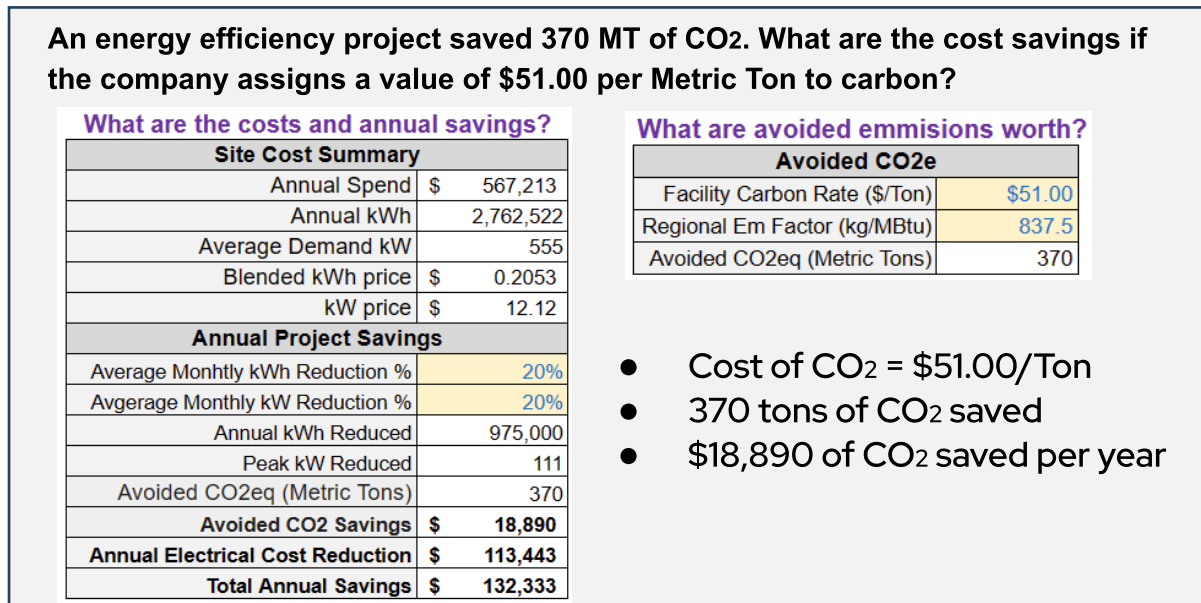 An energy efficiency project saved 370 MT of CO2. What are the cost savings if
the company assigns a value of $51.00 per Metric Ton to carbon?
What are the costs and annual savings?
Site Cost Summary
Annual Spend $ 567,213
Annual kWh 2,762,522
Average Demand kW 555
Blended kWh price $ 0.2053
kW price $ 12.12
Annual Project Savings
Average Monhtly kWh Reduction % 20%
Avgerage Monthly kW Reduction % 20%
Annual kWh Reduced 975,000
Peak kW Reduced 111
Avoided CO2eq (Metric Tons) 370
Avoided CO2 Savings $ 18,890
Annual Electrical Cost Reduction $ 113,443
Total Annual Savings $ 132,333
What are avoided emmisions worth?
Avoided CO2e
Facility Carbon Rate ($/Ton) $51.00
Regional Em Factor (kg/MBtu) 837.5
Avoided CO2eq (Metric Tons) 370
● Cost of CO2 = $51.00/Ton
● 370 tons of CO2 saved
● $18,890 of CO2 saved per year